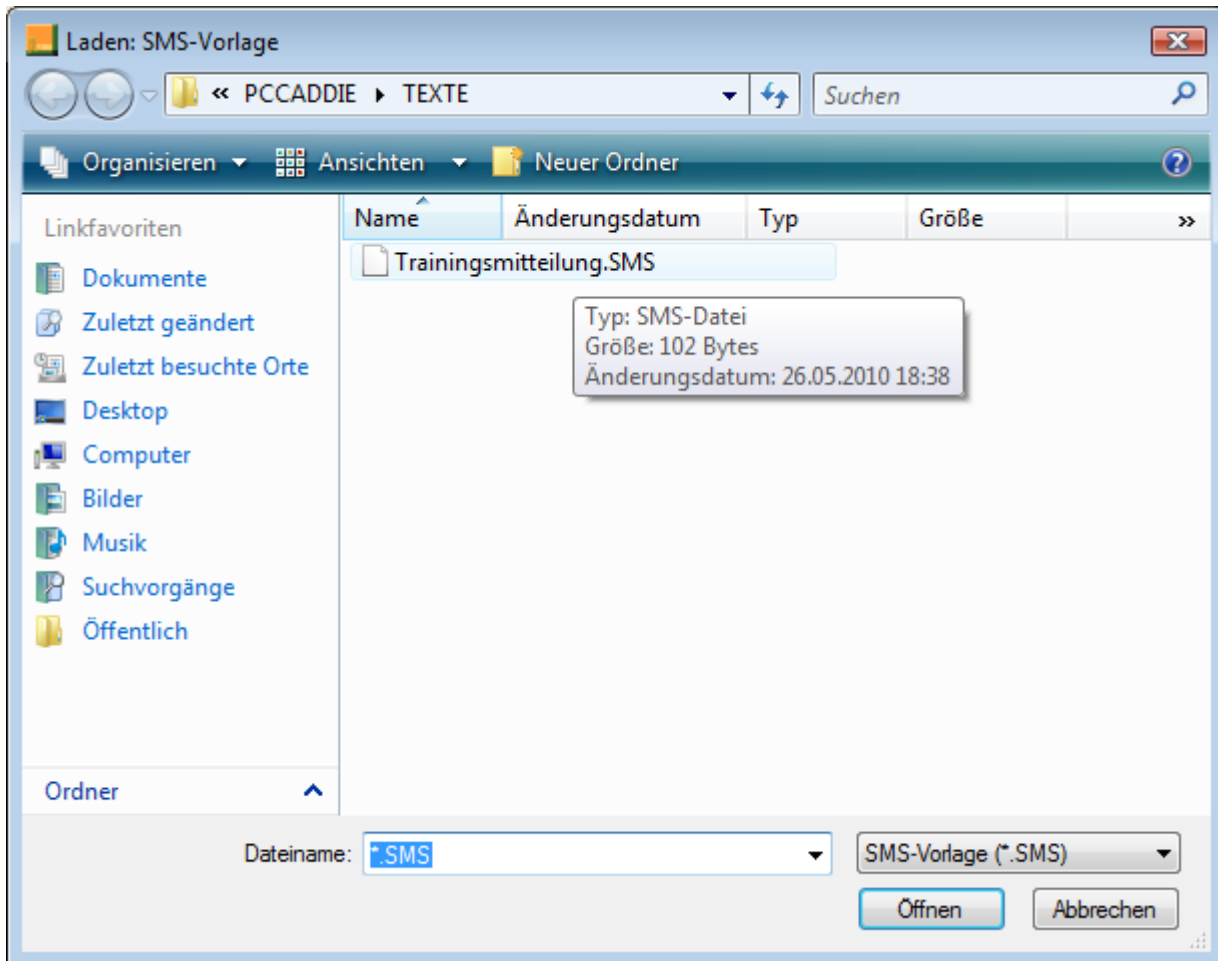 Laden: SMS-Vorlage
« PCCADDIE ▸ TEXTE
Suchen
Organisieren Ansichten Neuer Ordner
Linkfavoriten
Name Änderungsdatum Typ Größe »
Trainingsmitteilung.SMS
Typ: SMS-Datei
Größe: 102 Bytes
Änderungsdatum: 26.05.2010 18:38
Dokumente
Zuletzt geändert
Zuletzt besuchte Orte
Desktop
Computer
Bilder
Musik
Suchvorgänge
Öffentlich
Ordner
Dateiname: *.SMS
SMS-Vorlage (*.SMS)
Öffnen Abbrechen